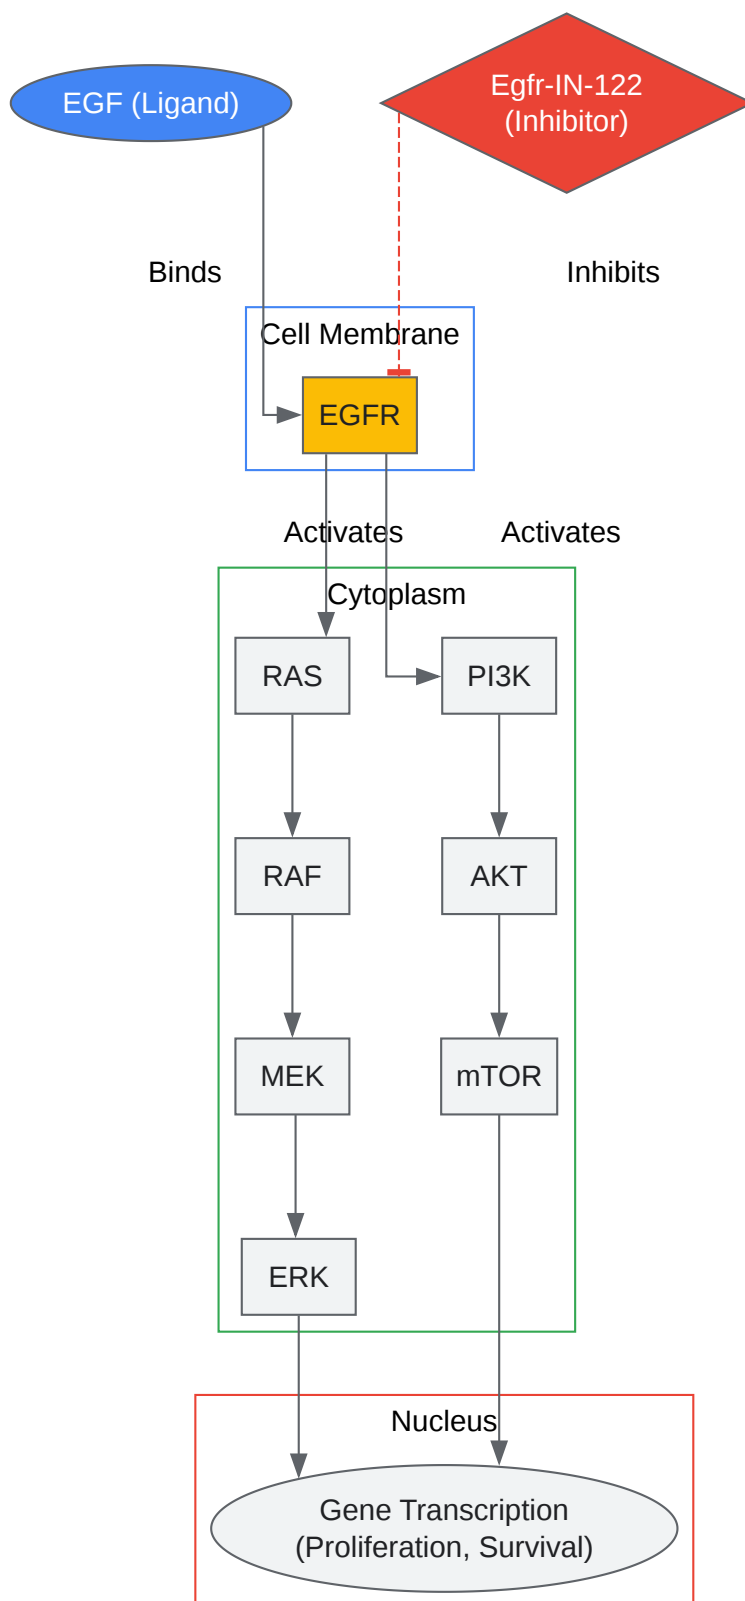 EGF (Ligand)
Egfr-IN-122
(Inhibitor)
Binds
Inhibits
Cell Membrane
EGFR
Activates
Activates
Cytoplasm
RAS
PI3K
RAF
AKT
MEK
mTOR
ERK
Nucleus
Gene Transcription
(Proliferation, Survival)